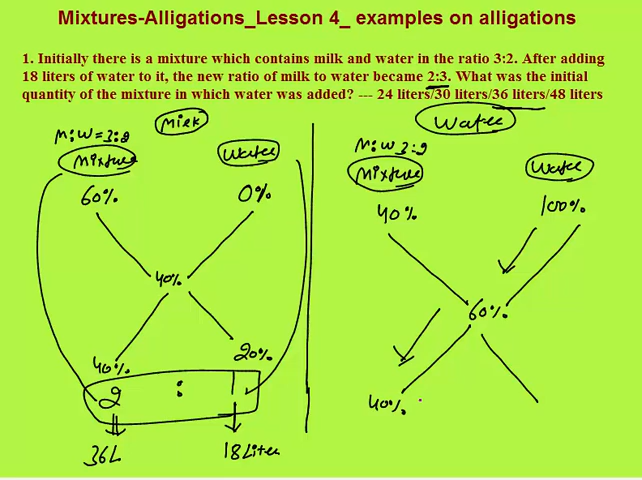 Mixtures-Alligations_Lesson 4_ examples on alligations
1. Initially there is a mixture which contains milk and water in the ratio 3:2. After adding
18 liters of water to it, the new ratio of milk to water became 2:3. What was the initial
quantity of the mixture in which water was added? --- 24 liters/30 liters/36 liters/48 liters
Milk
M:W=3:2
Mixture
Water
60%
0%
40%
40%
20%
2 : 1
36L
18 Liter
Water
M:W 3:2
Mixture
Water
40%
100%
60%
40%